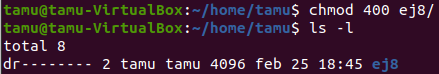 tamu@tamu-VirtualBox:~/home/tamu$ chmod 400 ej8/
tamu@tamu-VirtualBox:~/home/tamu$ ls -l
total 8
dr-------- 2 tamu tamu 4096 feb 25 18:45 ej8